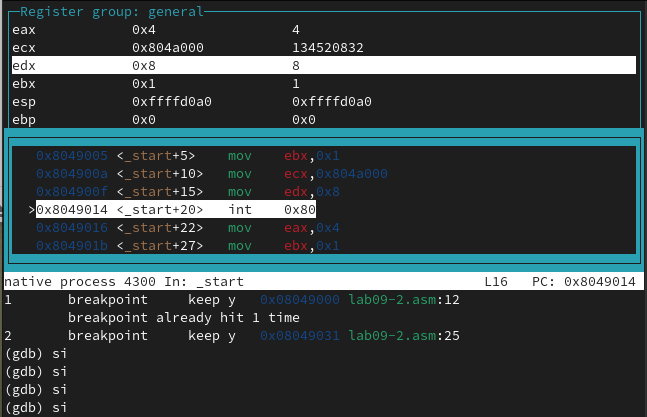 Register group: general
eax 0x4 4
ecx 0x804a000 134520832
edx 0x8 8
ebx 0x1 1
esp 0xffffd0a0 0xffffd0a0
ebp 0x0 0x0
0x8049005 <_start+5> mov ebx,0x1
0x804900a <_start+10> mov ecx,0x804a000
0x804900f <_start+15> mov edx,0x8
>0x8049014 <_start+20> int 0x80
0x8049016 <_start+22> mov eax,0x4
0x804901b <_start+27> mov ebx,0x1
native process 4300 In: _start L16 PC: 0x8049014
1 breakpoint keep y 0x08049000 lab09-2.asm:12
breakpoint already hit 1 time
2 breakpoint keep y 0x08049031 lab09-2.asm:25
(gdb) si
(gdb) si
(gdb) si
(gdb) si